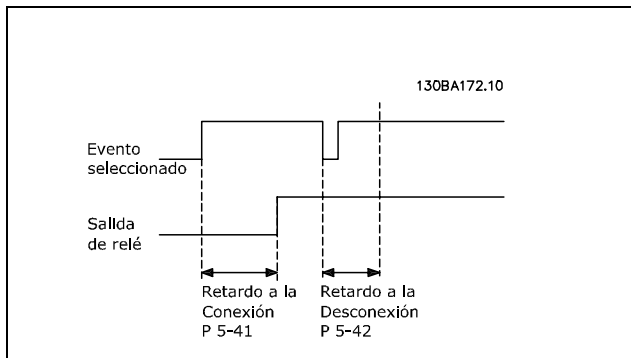 130BA172.10
Evento
seleccionado
Salida
de relé
Retardo a la
Conexión
P 5-41
Retardo a la
Desconexión
P 5-42